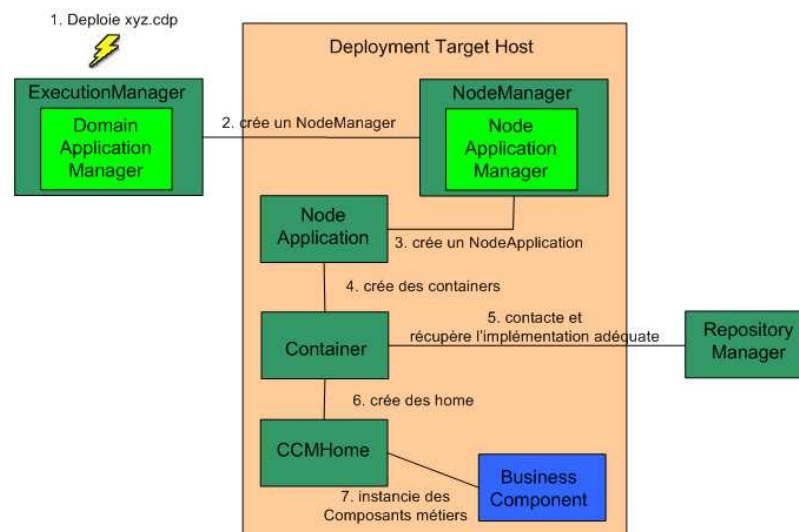 1. Deploie xyz.cdp
Deployment Target Host
ExecutionManager
Domain
Application
Manager
2. crée un NodeManager
NodeManager
Node
Application
Manager
Node
Application
3. crée un NodeApplication
4. crée des containers
Container
5. contacte et
récupère l'implémentation adéquate
Repository
Manager
6. crée des home
CCMHome
Business
Component
7. instancie des
Composants métiers